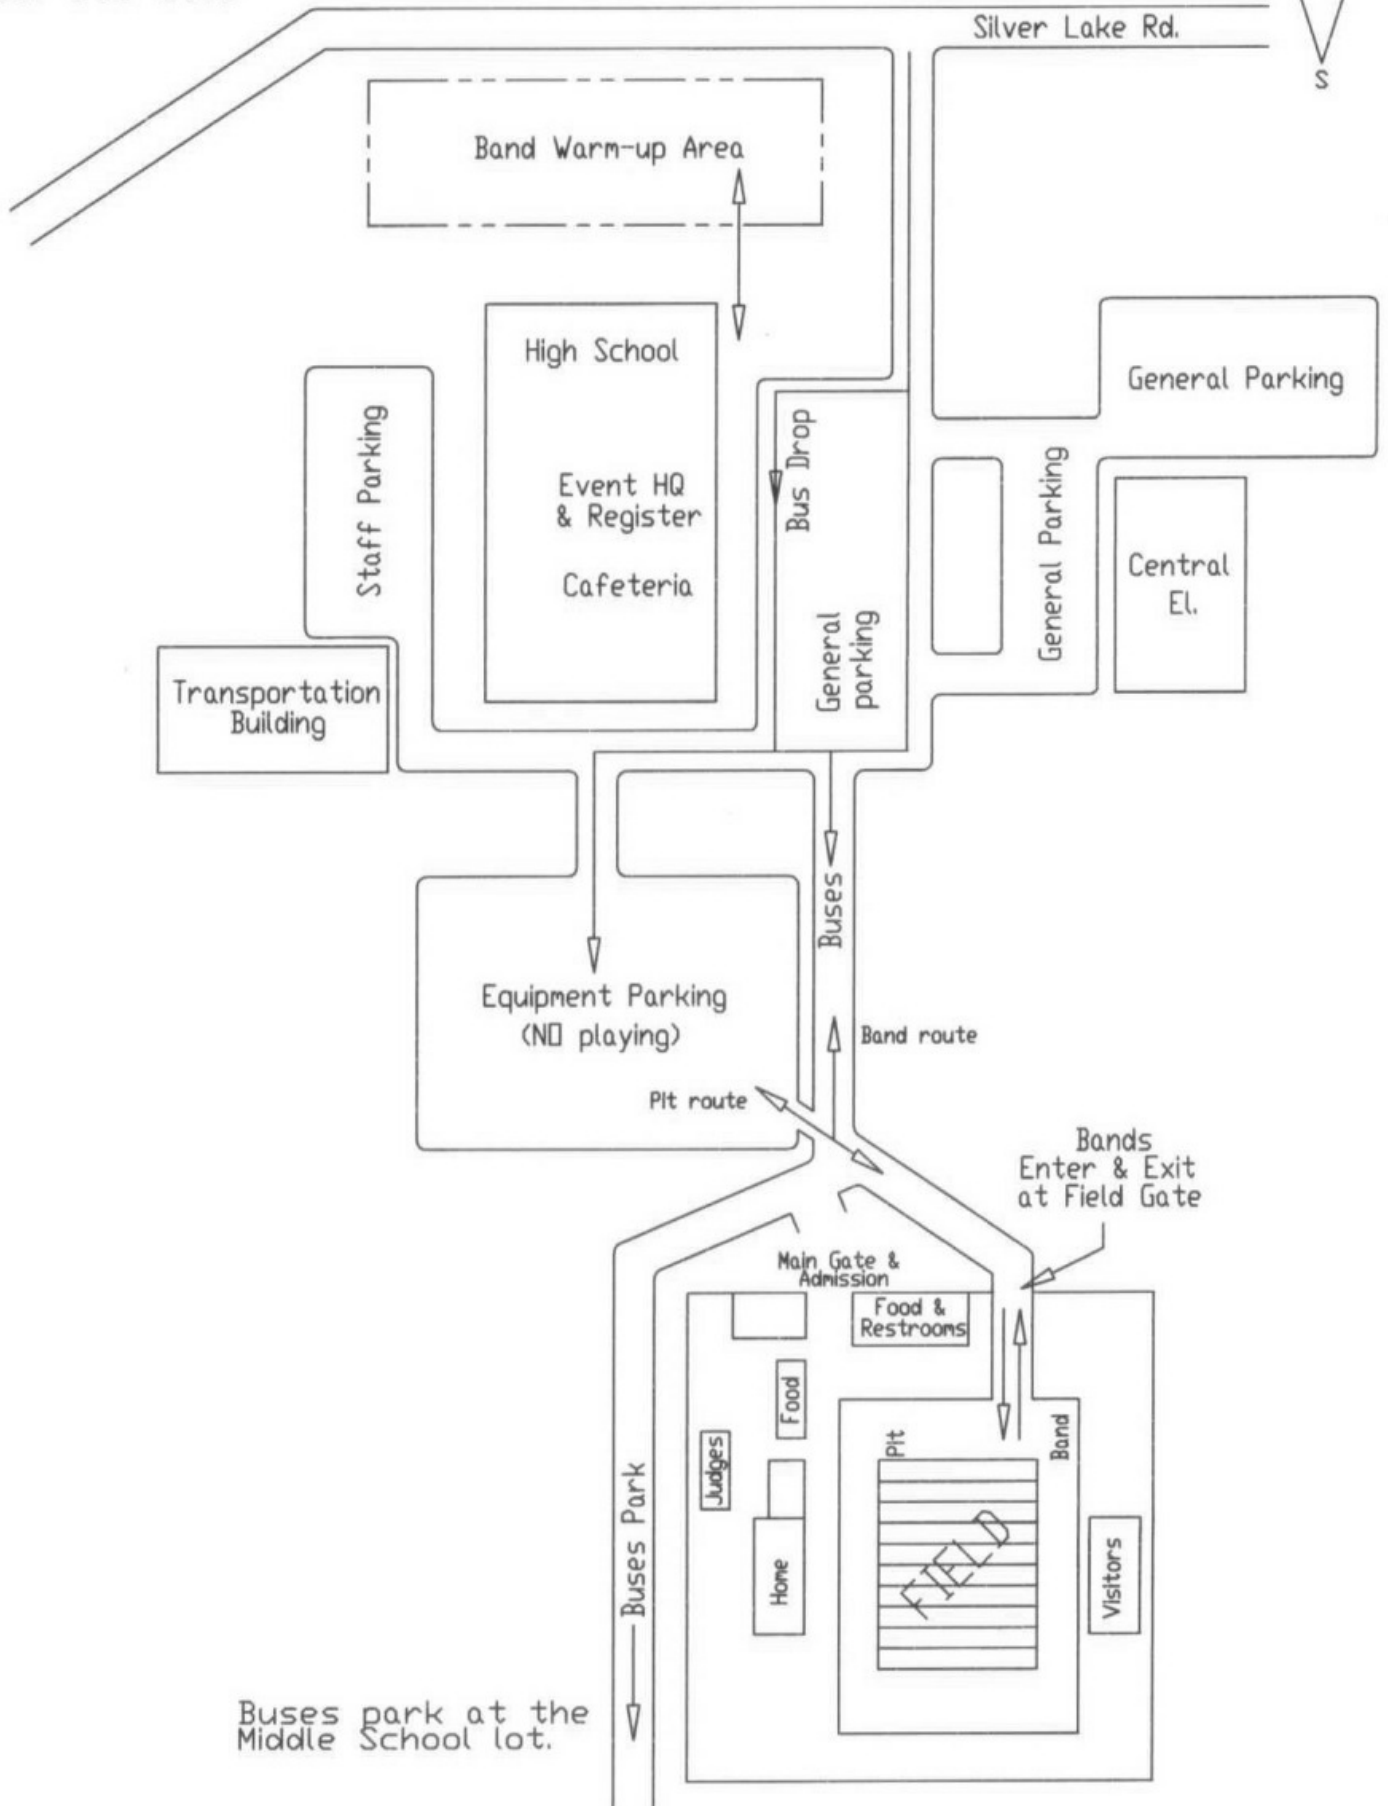 Silver Lake Rd.
S
Band Warm-up Area
High School
General Parking
Staff Parking
Bus Drop
Event HQ
& Register
General Parking
Central
El.
Cafeteria
General
parking
Transportation
Building
Buses
Equipment Parking
(NO playing)
Band route
Pit route
Bands
Enter & Exit
at Field Gate
Main Gate &
Admission
Food &
Restrooms
Food
Pit
Band
Judges
Buses Park
FIELD
Home
Visitors
Buses park at the
Middle School lot.